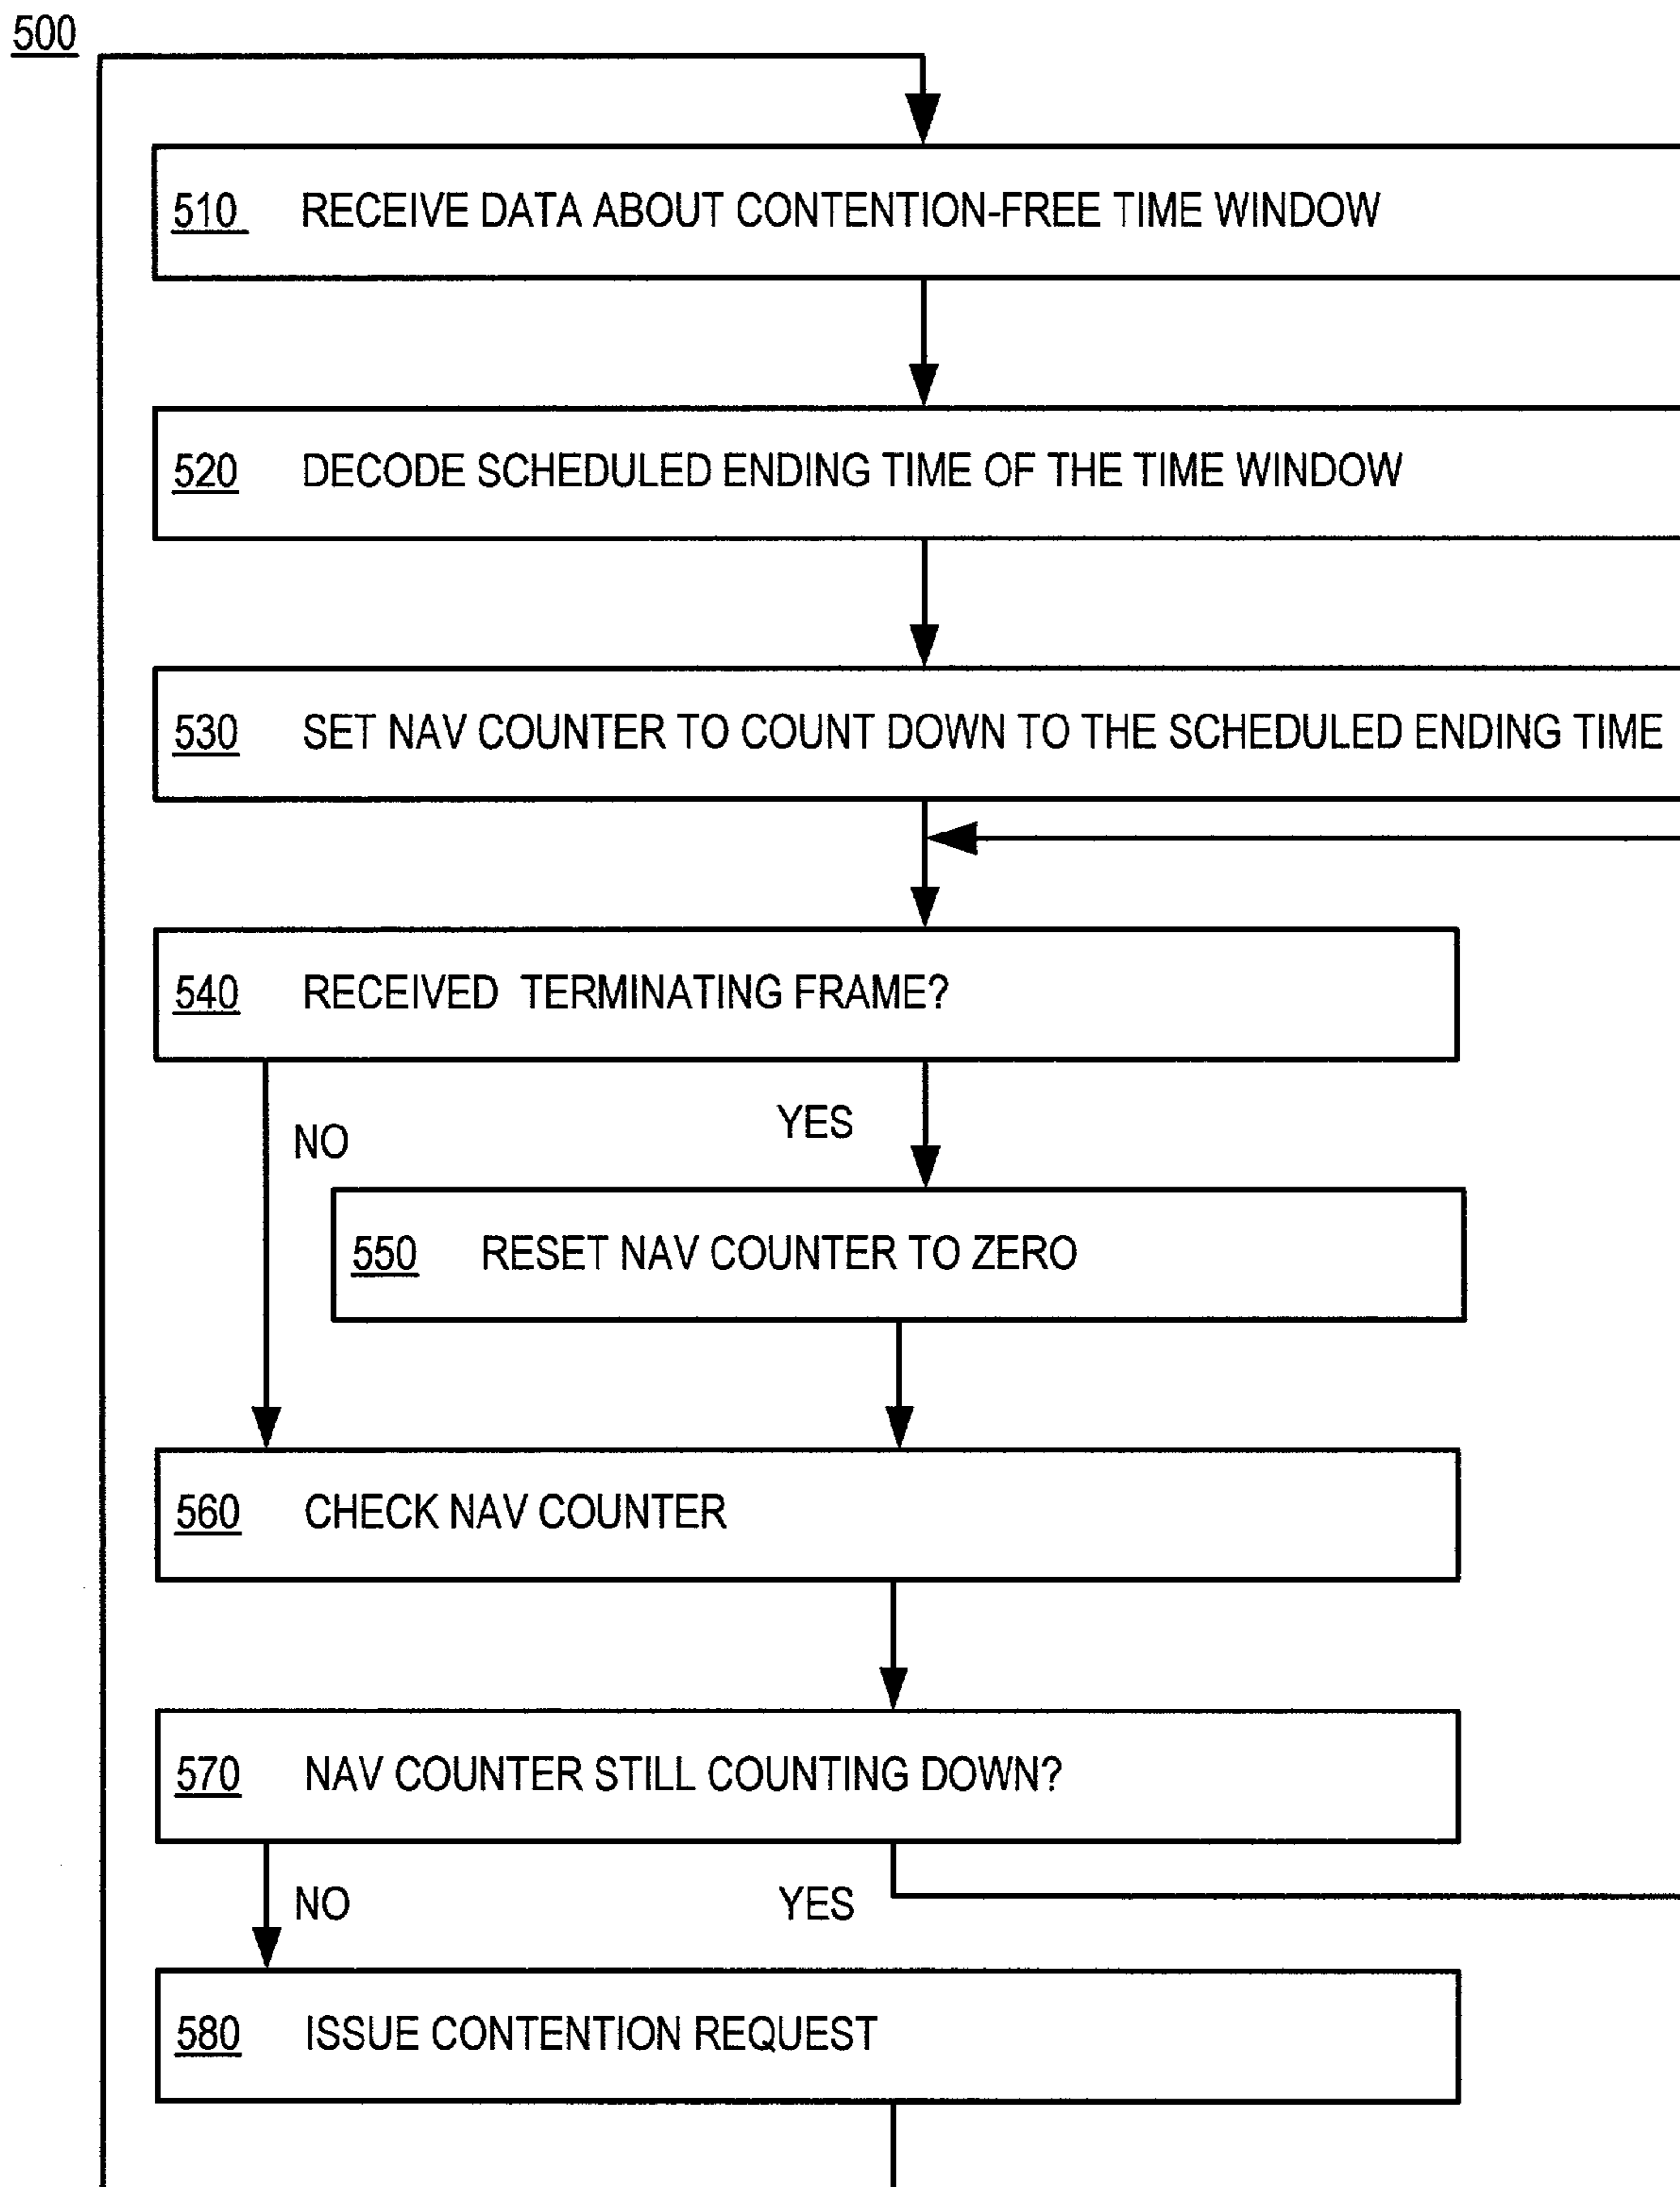 500
510 RECEIVE DATA ABOUT CONTENTION-FREE TIME WINDOW
520 DECODE SCHEDULED ENDING TIME OF THE TIME WINDOW
530 SET NAV COUNTER TO COUNT DOWN TO THE SCHEDULED ENDING TIME
540 RECEIVED TERMINATING FRAME?
YES
NO
550 RESET NAV COUNTER TO ZERO
560 CHECK NAV COUNTER
570 NAV COUNTER STILL COUNTING DOWN?
NO YES
580 ISSUE CONTENTION REQUEST